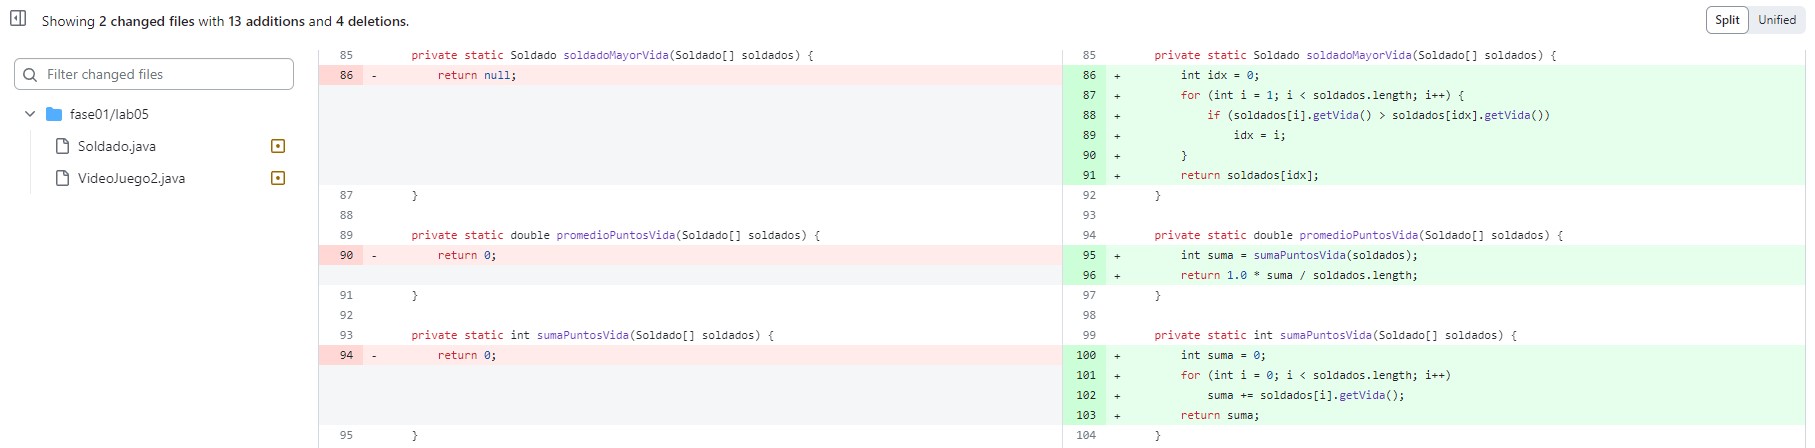 Showing 2 changed files with 13 additions and 4 deletions.
Split Unified
Filter changed files
fase01/lab05
Soldado.java
VideoJuego2.java
85 private static Soldado soldadoMayorVida(Soldado[] soldados) {
86 - return null;
87 }
88
89 private static double promedioPuntosVida(Soldado[] soldados) {
90 - return 0;
91 }
92
93 private static int sumaPuntosVida(Soldado[] soldados) {
94 - return 0;
95 }
85 private static Soldado soldadoMayorVida(Soldado[] soldados) {
86 + int idx = 0;
87 + for (int i = 1; i < soldados.length; i++) {
88 + if (soldados[i].getVida() > soldados[idx].getVida())
89 + idx = i;
90 + }
91 + return soldados[idx];
92 }
93
94 private static double promedioPuntosVida(Soldado[] soldados) {
95 + int suma = sumaPuntosVida(soldados);
96 + return 1.0 * suma / soldados.length;
97 }
98
99 private static int sumaPuntosVida(Soldado[] soldados) {
100 + int suma = 0;
101 + for (int i = 0; i < soldados.length; i++)
102 + suma += soldados[i].getVida();
103 + return suma;
104 }